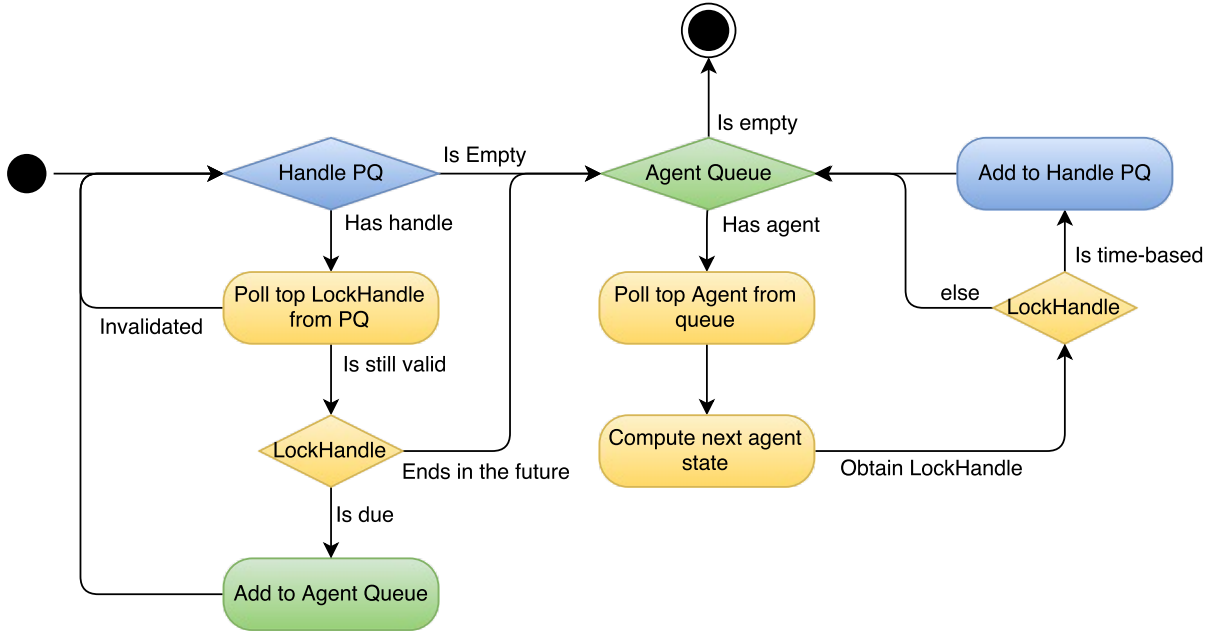 Is empty
Handle PQ
Is Empty
Agent Queue
Add to Handle PQ
Has handle
Has agent
Is time-based
Poll top LockHandle
from PQ
Invalidated
Poll top Agent from
queue
else
LockHandle
Is still valid
LockHandle
Ends in the future
Compute next agent
state
Obtain LockHandle
Is due
Add to Agent Queue